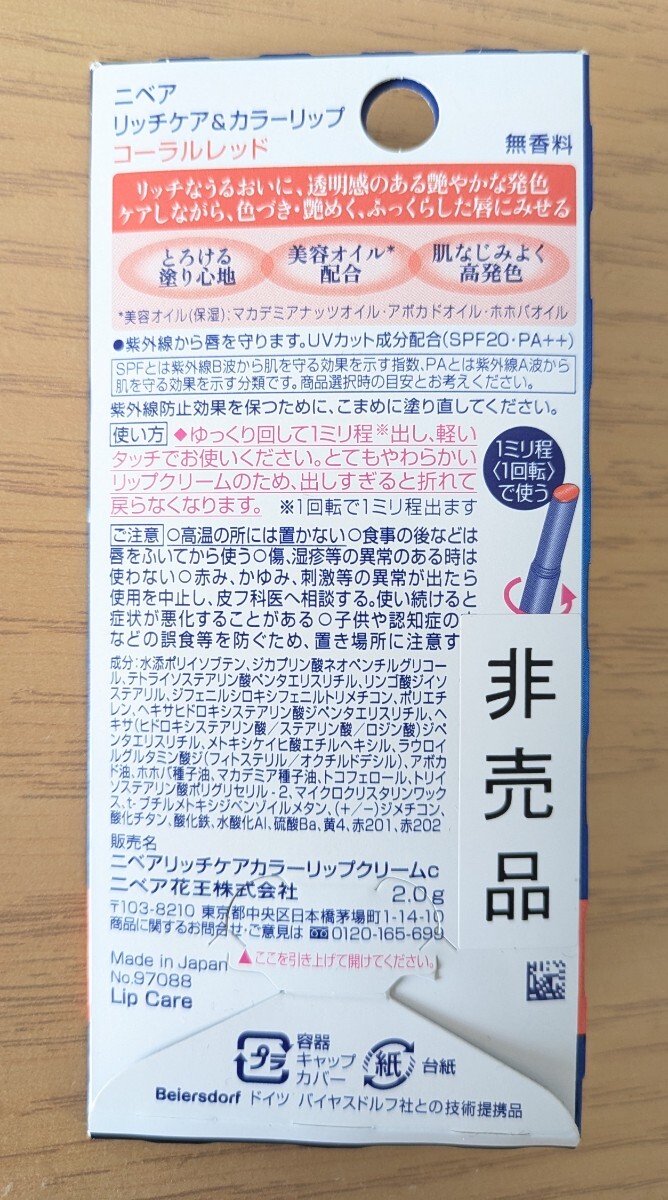 ニベア
リッチケア&カラーリップ
コーラルレッド
無香料
リッチなうるおいに、透明感のある艶やかな発色
ケアしながら、色づき・艶めく、ふっくらした唇にみせる
とろける
塗り心地
美容オイル*
配合
肌なじみよく
高発色
*美容オイル(保湿):マカデミアナッツオイル・アボカドオイル・ホホバオイル
●紫外線から唇を守ります。UVカット成分配合(SPF20・PA++)
SPFとは紫外線B波から肌を守る効果を示す指数、PAとは紫外線A波から
肌を守る効果を示す分類です。商品選択時の目安とお考えください。
紫外線防止効果を保つために、こまめに塗り直してください。
使い方 ◆ゆっくり回して1ミリ程※出し、軽い
タッチでお使いください。とてもやわらかい
リップクリームのため、出しすぎると折れて
戻らなくなります。 ※1回転で1ミリ程出ます
1ミリ程
〈1回転〉
で使う
ご注意 ○高温の所には置かない○食事の後などは
唇をふいてから使う○傷、湿疹等の異常のある時は
使わない○赤み、かゆみ、刺激等の異常が出たら
使用を中止し、皮フ科医へ相談する。使い続けると
症状が悪化することがある○子供や認知症の
などの誤食等を防ぐため、置き場所に注意す
成分:水添ポリイソブテン、ジカプリン酸ネオペンチルグリコー
ル、テトライソステアリン酸ペンタエリスリチル、リンゴ酸ジイソ
ステアリル、ジフェニルシロキシフェニルトリメチコン、ポリエチ
レン、ヘキサヒドロキシステアリン酸ジペンタエリスリチル、ヘ
キサ(ヒドロキシステアリン酸/ステアリン酸/ロジン酸)ジペ
ンタエリスリチル、メトキシケイヒ酸エチルヘキシル、ラウロイ
ルグルタミン酸ジ(フィトステリル/オクチルドデシル)、アボカ
ド油、ホホバ種子油、マカデミア種子油、トコフェロール、トリイ
ソステアリン酸ポリグリセリル-2、マイクロクリスタリンワック
ス、t-ブチルメトキシジベンゾイルメタン、(+/-)ジメチコン、
酸化チタン、酸化鉄、水酸化Al、硫酸Ba、黄4、赤201、赤202
販売名
ニベアリッチケアカラーリップクリームc
ニベア花王株式会社 2.0g
〒103-8210 東京都中央区日本橋茅場町1-14-10
商品に関するお問合せ・ご意見は 0120-165-699
Made in Japan
No.97088
Lip Care
▲ここを引き上げて開けてください。
非売品
プラ
容器
キャップ
カバー
紙
台紙
Beiersdorf ドイツ バイヤスドルフ社との技術提携品